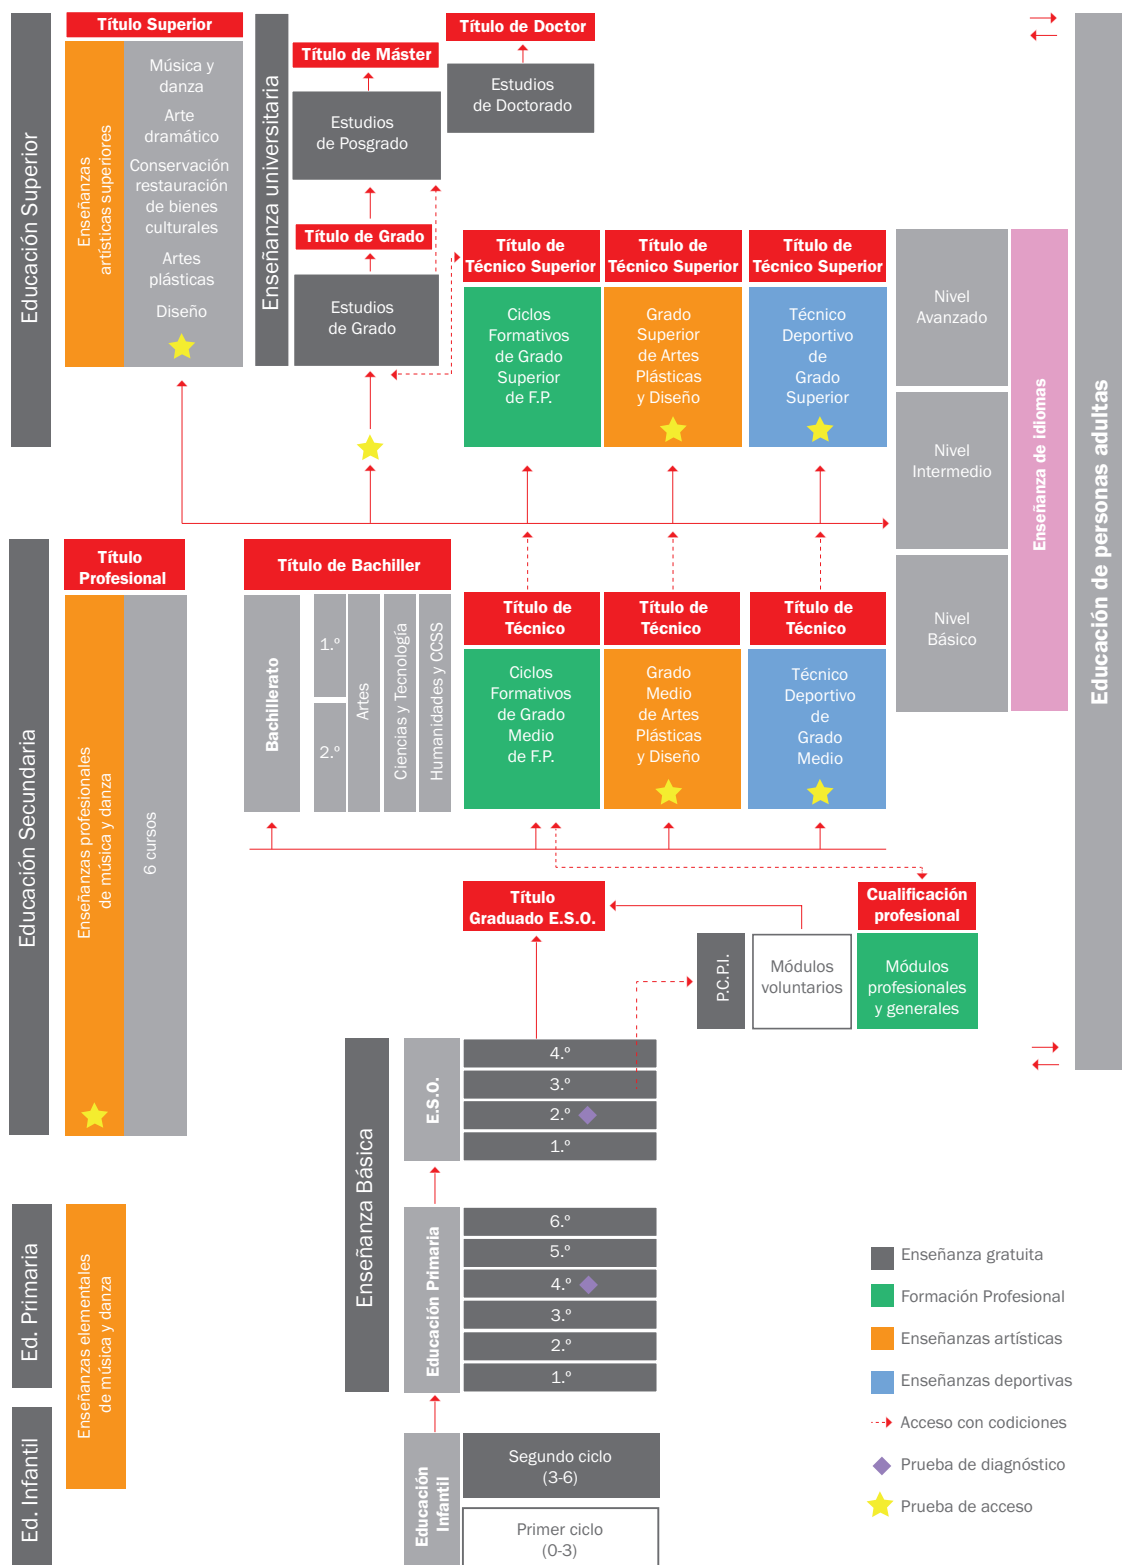 Educación Superior
Título Superior
Enseñanzas
artísticas superiores
Música y
danza
Arte
dramático
Conservación
restauración
de bienes
culturales
Artes
plásticas
Diseño
Enseñanza universitaria
Título de Máster
Estudios
de Posgrado
Título de Grado
Estudios
de Grado
Título de Doctor
Estudios
de Doctorado
Título de
Técnico Superior
Ciclos
Formativos
de Grado
Superior
de F.P.
Título de
Técnico Superior
Grado
Superior
de Artes
Plásticas
y Diseño
Título de
Técnico Superior
Técnico
Deportivo
de
Grado
Superior
Nivel
Avanzado
Nivel
Intermedio
Nivel
Básico
Enseñanza de idiomas
Educación de personas adultas
Educación Secundaria
Título
Profesional
Enseñanzas profesionales
de música y danza
6 cursos
Título de Bachiller
Bachillerato
1.º
2.º
Artes
Ciencias y Tecnología
Humanidades y CCSS
Título de
Técnico
Ciclos
Formativos
de Grado
Medio
de F.P.
Título de
Técnico
Grado
Medio
de Artes
Plásticas
y Diseño
Título de
Técnico
Técnico
Deportivo
de
Grado
Medio
Título
Graduado E.S.O.
P.C.P.I.
Módulos
voluntarios
Cualificación
profesional
Módulos
profesionales
y generales
Enseñanza Básica
E.S.O.
4.º
3.º
2.º
1.º
Ed. Primaria
Enseñanzas elementales
de música y danza
Educación Primaria
6.º
5.º
4.º
3.º
2.º
1.º
Ed. Infantil
Educación
Infantil
Segundo ciclo
(3-6)
Primer ciclo
(0-3)
Enseñanza gratuita
Formación Profesional
Enseñanzas artísticas
Enseñanzas deportivas
Acceso con codiciones
Prueba de diagnóstico
Prueba de acceso